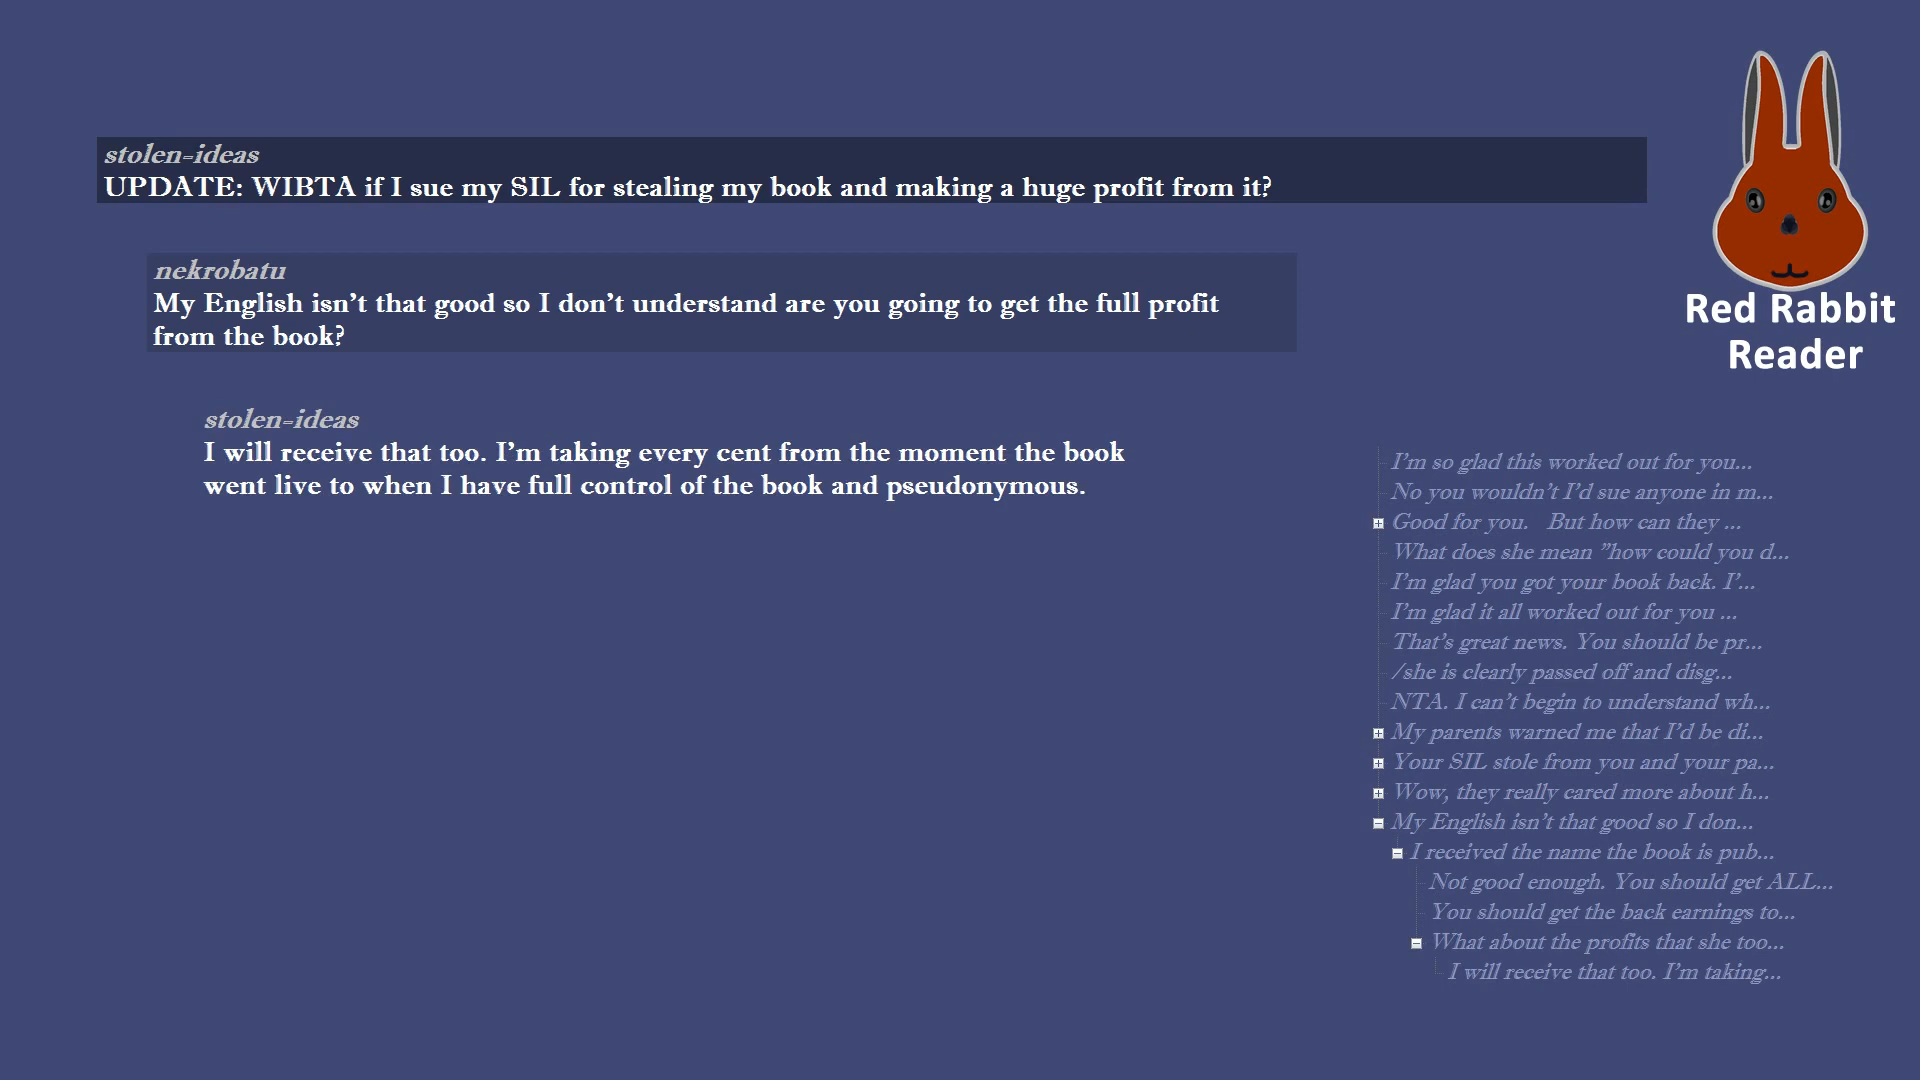 stolen-ideas
UPDATE: WIBTA if I sue my SIL for stealing my book and making a huge profit from it?
nekrobatu
My English isn't that good so I don't understand are you going to get the full profit
from the book?
stolen-ideas
I will receive that too. I'm taking every cent from the moment the book
went live to when I have full control of the book and pseudonymous.
Red Rabbit
Reader
I'm so glad this worked out for you...
No you wouldn't I'd sue anyone in m...
Good for you.   But how can they ...
What does she mean "how could you d...
I'm glad you got your book back. I'...
I'm glad it all worked out for you ...
That's great news. You should be pr...
/she is clearly passed off and disg...
NTA. I can't begin to understand wh...
My parents warned me that I'd be di...
Your SIL stole from you and your pa...
Wow, they really cared more about h...
My English isn't that good so I don...
I received the name the book is pub...
Not good enough. You should get ALL...
You should get the back earnings to...
What about the profits that she too...
I will receive that too. I'm taking...